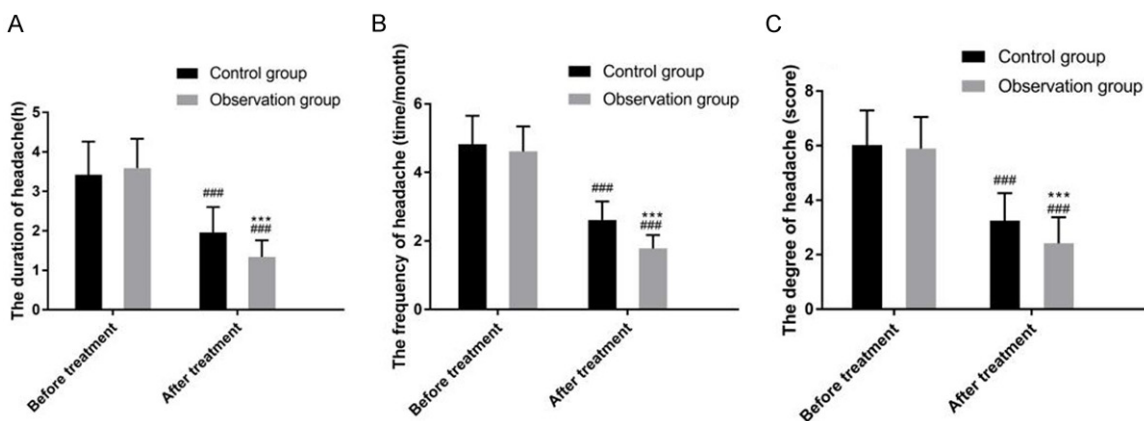 A
Control group
Observation group
The duration of headache(h)
5
4
3
2
1
0
###
***
###
Before treatment
After treatment
B
Control group
Observation group
The frequency of headache (time/month)
6
4
2
0
###
***
###
Before treatment
After treatment
C
Control group
Observation group
The degree of headache (score)
8
6
4
2
0
###
***
###
Before treatment
After treatment